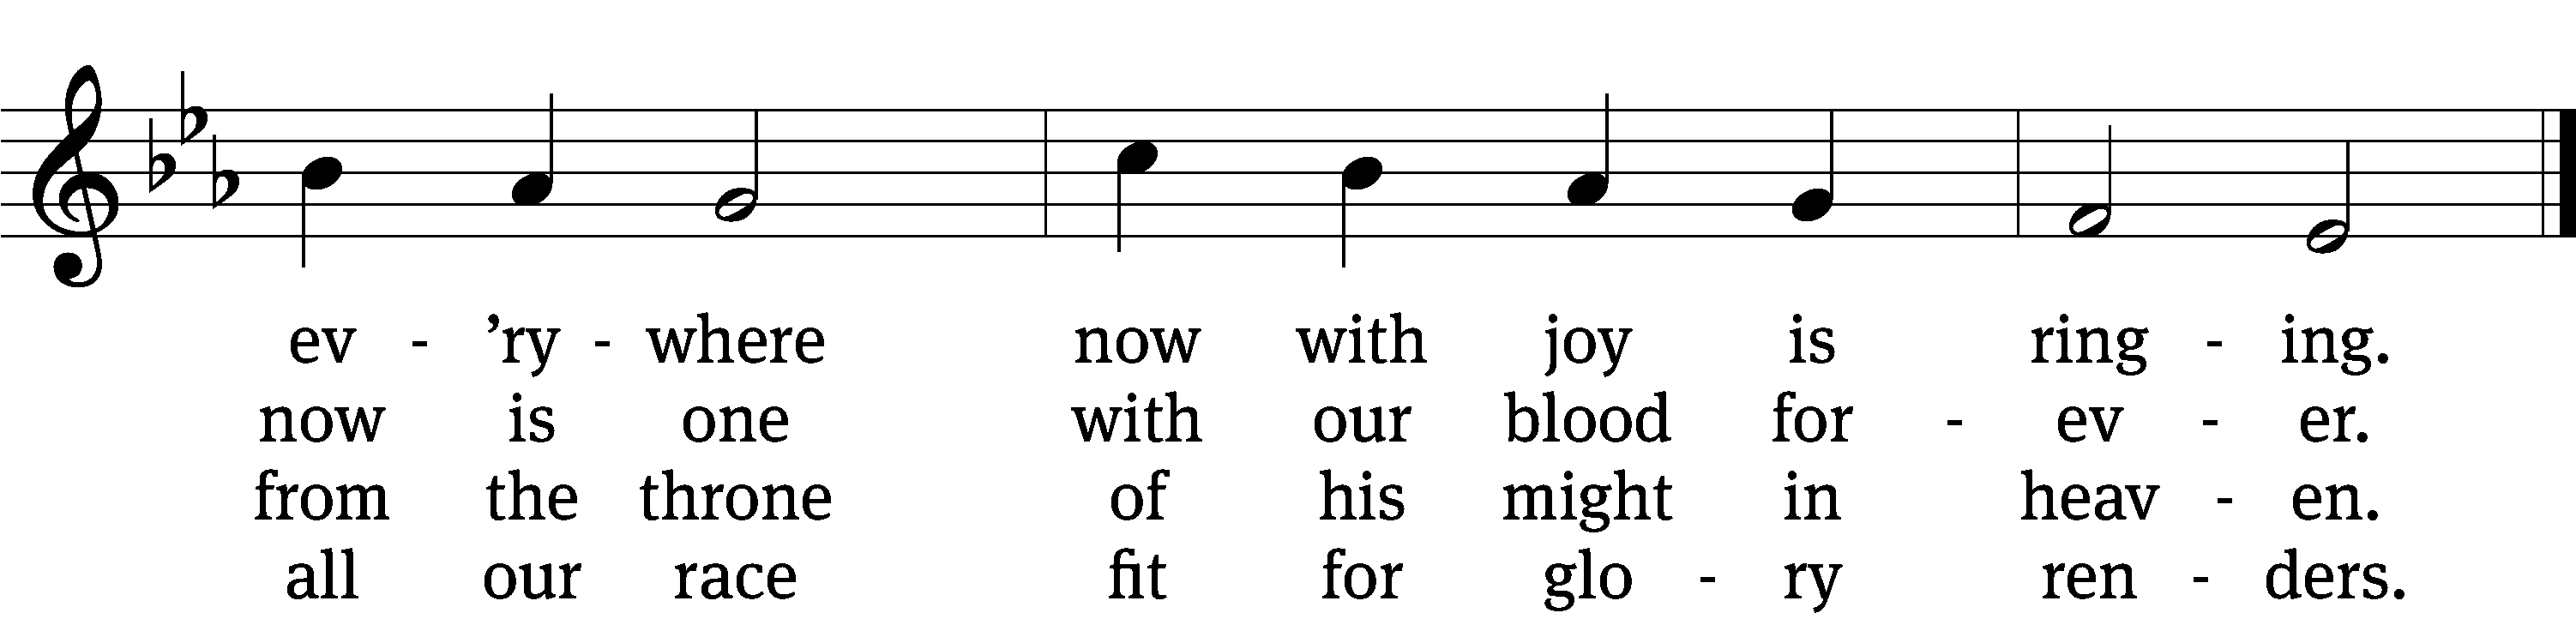 ev - ’ry - where now with joy is ring - ing.
now is one with our blood for - ev - er.
from the throne of his might in heav - en.
all our race fit for glo - ry ren - ders.